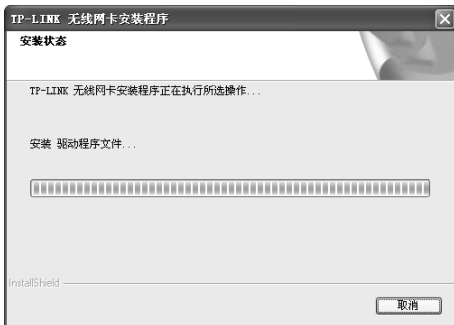 TP-LINK 无线网卡安装程序
安装状态
TP-LINK 无线网卡安装程序正在执行所选操作...
安装 驱动程序文件...
InstallShield
取消